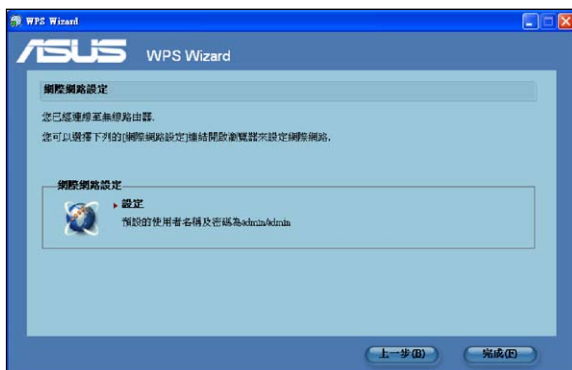 WPS Wizard
ASUS WPS Wizard
網際網路設定
您已經連線至無線路由器.
您可以選擇下列的[網際網路設定]連結開啟瀏覽器來設定網際網路.
網際網路設定
設定
預設的使用者名稱及密碼為admin/admin
上一步(B) 完成(F)